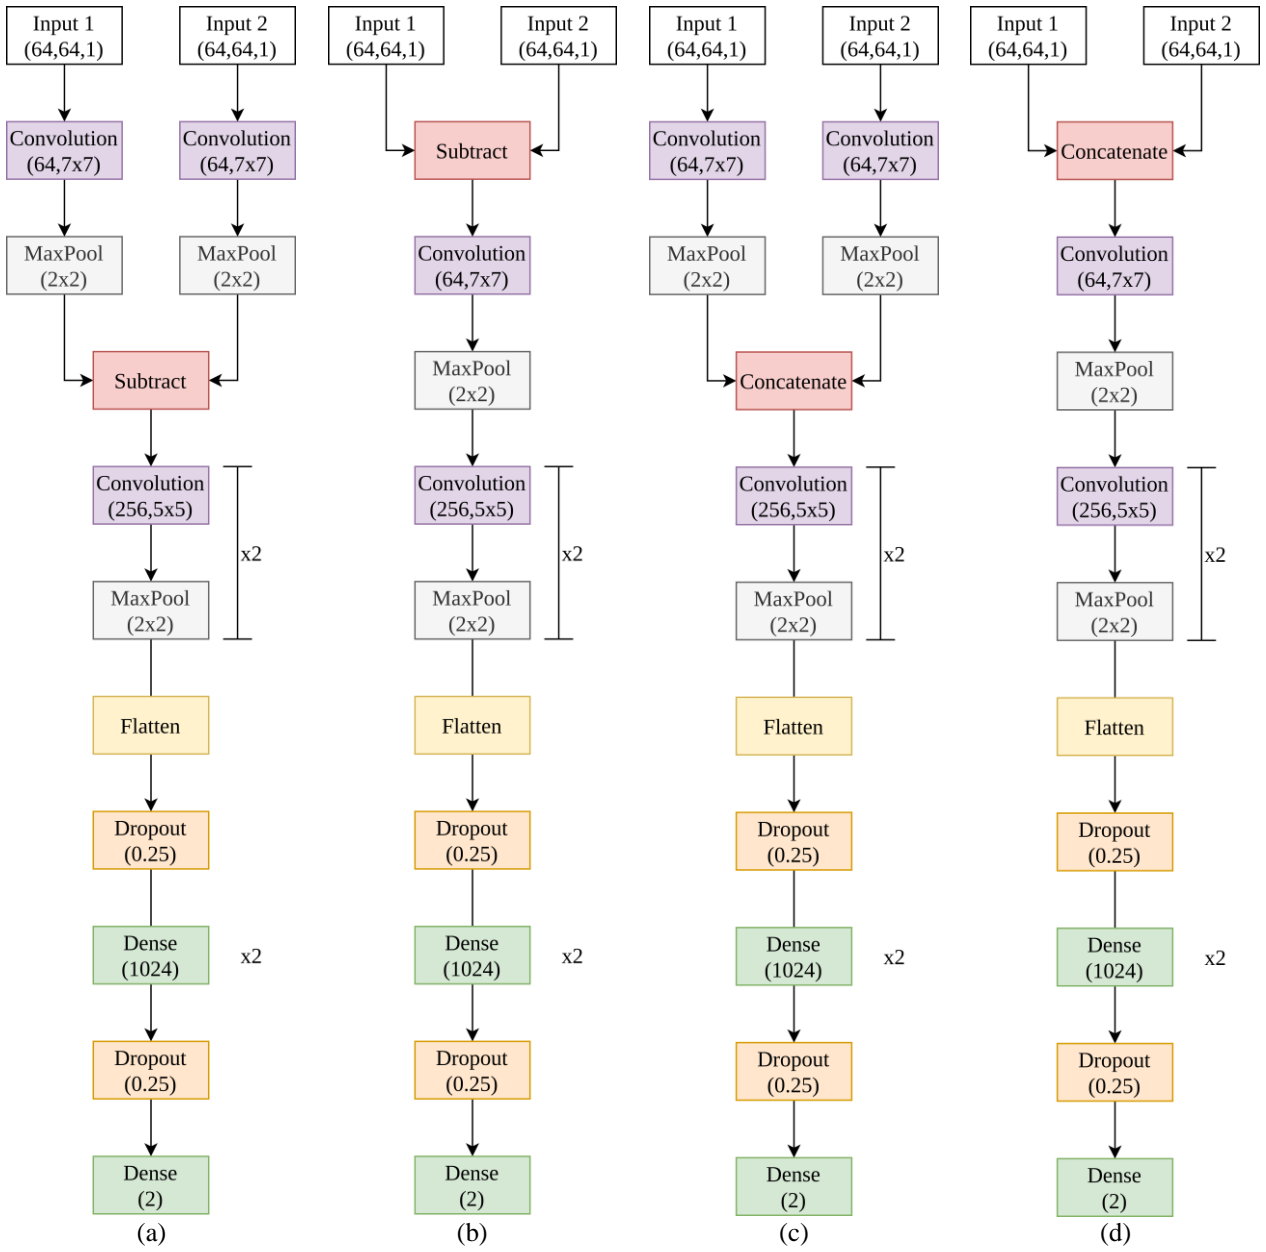 Input 1
(64,64,1)
Input 2
(64,64,1)
Convolution
(64,7x7)
Convolution
(64,7x7)
MaxPool
(2x2)
MaxPool
(2x2)
Subtract
Convolution
(256,5x5)
x2
MaxPool
(2x2)
Flatten
Dropout
(0.25)
Dense
(1024)
x2
Dropout
(0.25)
Dense
(2)
(a)
Input 1
(64,64,1)
Input 2
(64,64,1)
Subtract
Convolution
(64,7x7)
MaxPool
(2x2)
Convolution
(256,5x5)
x2
MaxPool
(2x2)
Flatten
Dropout
(0.25)
Dense
(1024)
x2
Dropout
(0.25)
Dense
(2)
(b)
Input 1
(64,64,1)
Input 2
(64,64,1)
Convolution
(64,7x7)
Convolution
(64,7x7)
MaxPool
(2x2)
MaxPool
(2x2)
Concatenate
Convolution
(256,5x5)
x2
MaxPool
(2x2)
Flatten
Dropout
(0.25)
Dense
(1024)
x2
Dropout
(0.25)
Dense
(2)
(c)
Input 1
(64,64,1)
Input 2
(64,64,1)
Concatenate
Convolution
(64,7x7)
MaxPool
(2x2)
Convolution
(256,5x5)
x2
MaxPool
(2x2)
Flatten
Dropout
(0.25)
Dense
(1024)
x2
Dropout
(0.25)
Dense
(2)
(d)